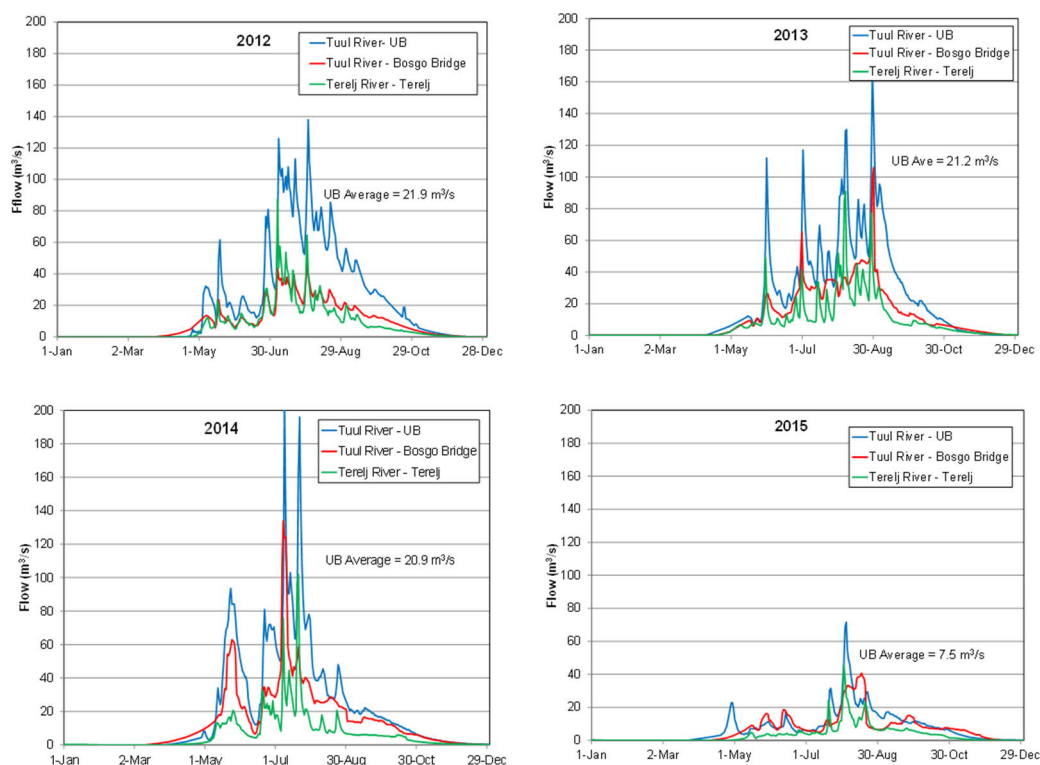 2012
Tuul River- UB
Tuul River - Bosgo Bridge
Terelj River - Terelj
UB Average = 21.9 m³/s
Fflow (m³/s)
200
180
160
140
120
100
80
60
40
20
0
1-Jan 2-Mar 1-May 30-Jun 29-Aug 29-Oct 28-Dec
2013
Tuul River - UB
Tuul River - Bosgo Bridge
Terelj River - Terelj
UB Ave = 21.2 m³/s
Flow (m³/s)
200
180
160
140
120
100
80
60
40
20
0
1-Jan 2-Mar 1-May 1-Jul 30-Aug 30-Oct 29-Dec
2014
Tuul River - UB
Tuul River - Bosgo Bridge
Terelj River - Terelj
UB Average = 20.9 m³/s
Flow (m³/s)
200
180
160
140
120
100
80
60
40
20
0
1-Jan 2-Mar 1-May 1-Jul 30-Aug 30-Oct 29-Dec
2015
Tuul River - UB
Tuul River - Bosgo Bridge
Terelj River - Terelj
UB Average = 7.5 m³/s
Flow (m³/s)
200
180
160
140
120
100
80
60
40
20
0
1-Jan 2-Mar 1-May 1-Jul 30-Aug 30-Oct 29-Dec